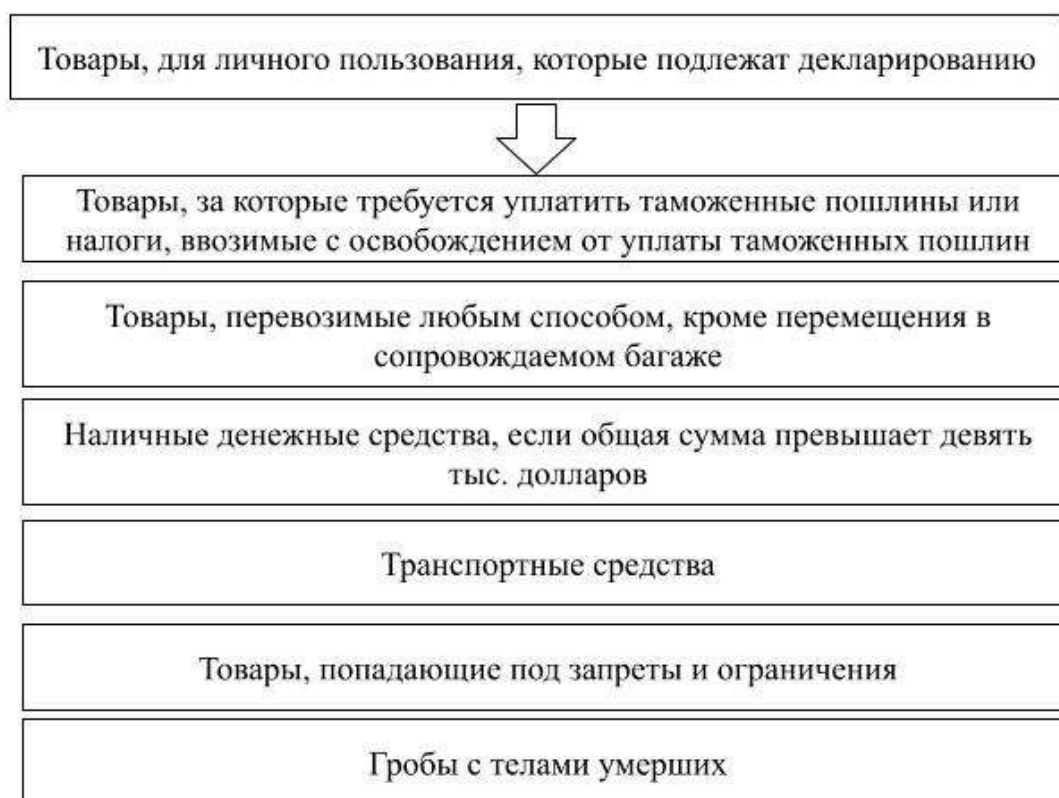 Товары, для личного пользования, которые подлежат декларированию
Товары, за которые требуется уплатить таможенные пошлины или
налоги, ввозимые с освобождением от уплаты таможенных пошлин
Товары, перевозимые любым способом, кроме перемещения в
сопровождаемом багаже
Наличные денежные средства, если общая сумма превышает девять
тыс. долларов
Транспортные средства
Товары, попадающие под запреты и ограничения
Гробы с телами умерших